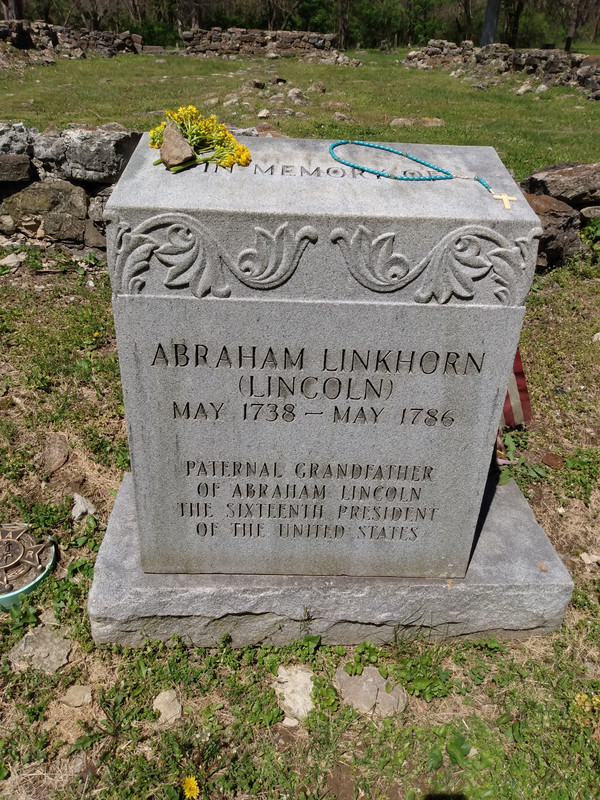 IN MEMORY OF
ABRAHAM LINKHORN
(LINCOLN)
MAY 1738 – MAY 1786
PATERNAL GRANDFATHER
OF ABRAHAM LINCOLN
THE SIXTEENTH PRESIDENT
OF THE UNITED STATES